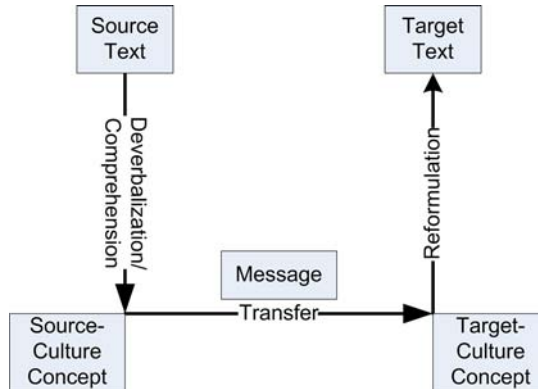 Source
Text
Target
Text
Deverbalization/
Comprehension
Reformulation
Message
Transfer
Source-
Culture
Concept
Target-
Culture
Concept